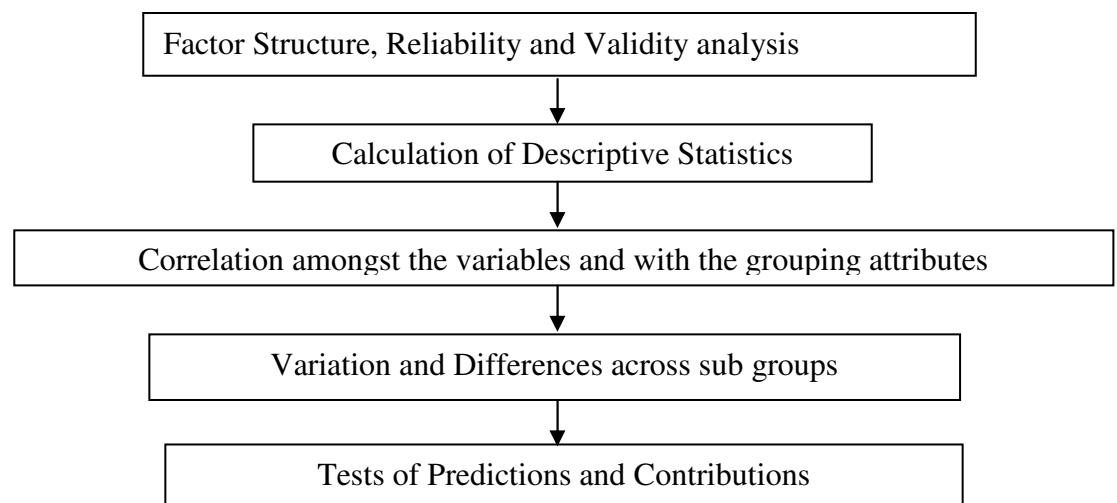 Factor Structure, Reliability and Validity analysis
Calculation of Descriptive Statistics
Correlation amongst the variables and with the grouping attributes
Variation and Differences across sub groups
Tests of Predictions and Contributions